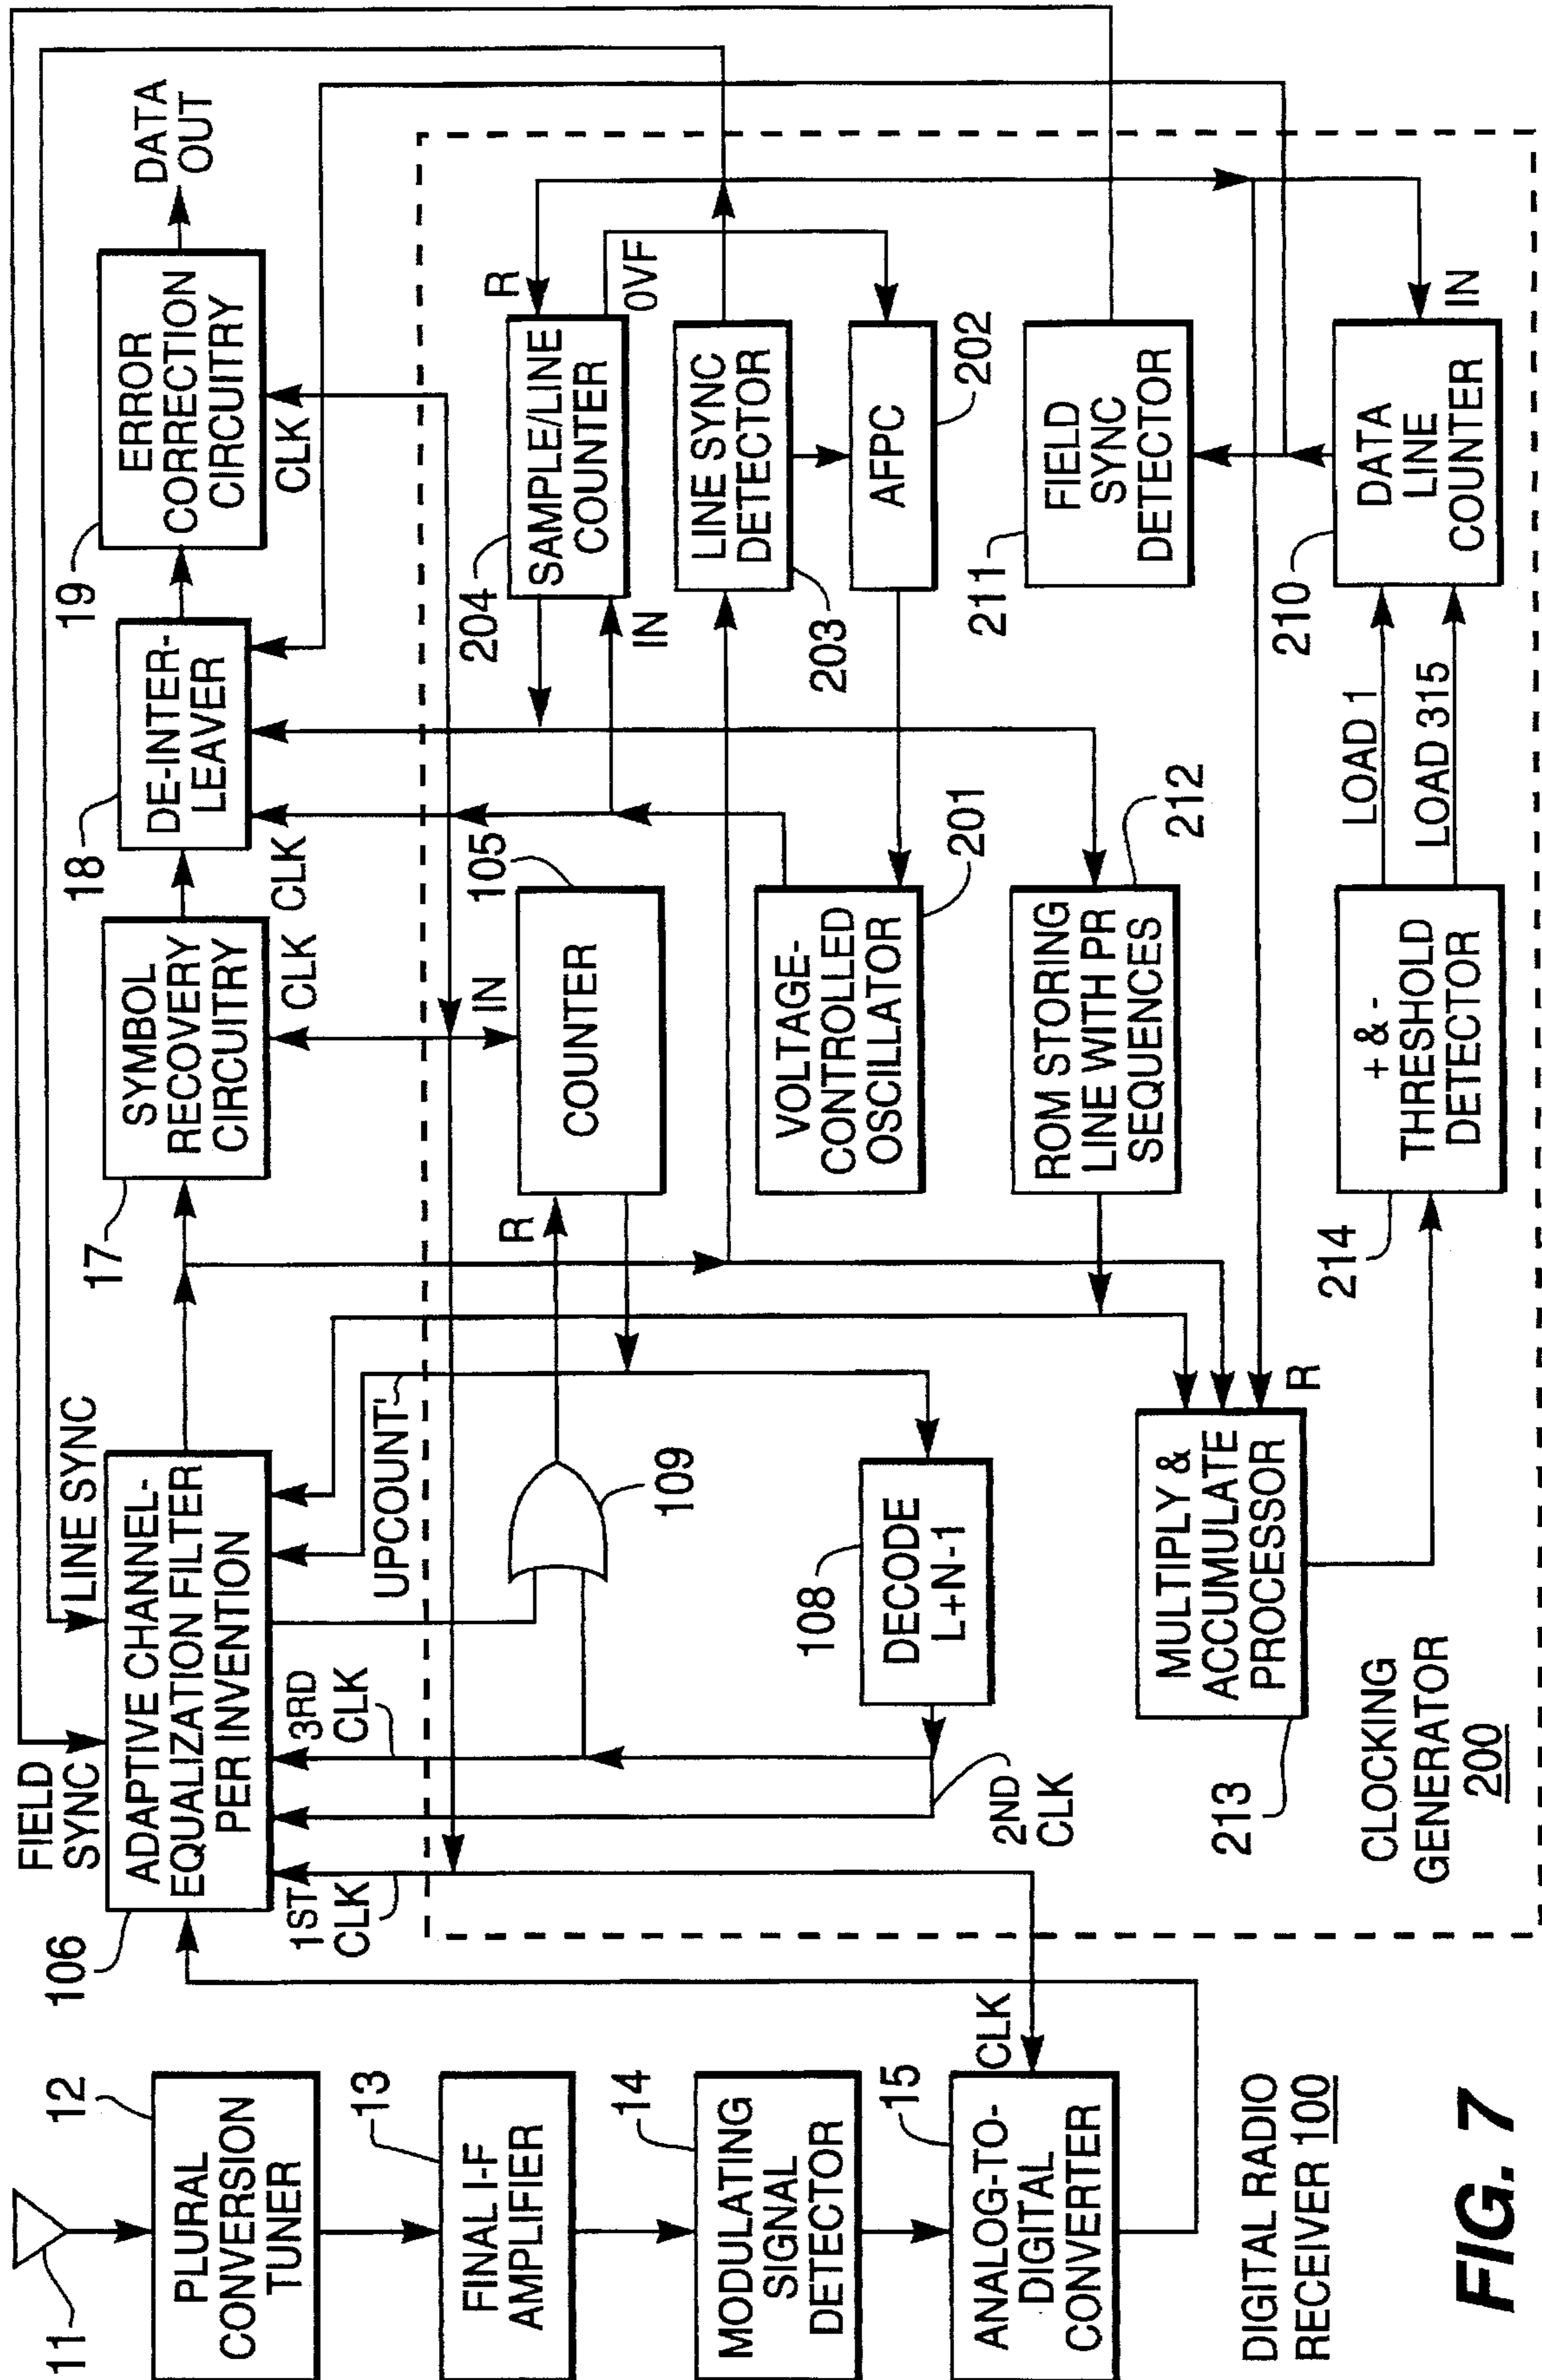 11
12
PLURAL
CONVERSION
TUNER
13
FINAL I-F
AMPLIFIER
14
MODULATING
SIGNAL
DETECTOR
15
ANALOG-TO-
DIGITAL
CONVERTER
CLK
DIGITAL RADIO
RECEIVER 100
FIG. 7
106
FIELD
SYNC
LINE SYNC
ADAPTIVE CHANNEL-
EQUALIZATION FILTER
PER INVENTION
1ST
CLK
3RD
CLK
2ND
CLK
UPCOUNT
109
108
DECODE
L+N-1
213
MULTIPLY &
ACCUMULATE
PROCESSOR
R
CLOCKING
GENERATOR
200
17
SYMBOL
RECOVERY
CIRCUITRY
CLK
R
IN
COUNTER
105
VOLTAGE-
CONTROLLED
OSCILLATOR
201
ROM STORING
LINE WITH PR
SEQUENCES
212
214
+ & -
THRESHOLD
DETECTOR
LOAD 1
LOAD 315
18
DE-INTER-
LEAVER
CLK
19
ERROR
CORRECTION
CIRCUITRY
CLK
DATA
OUT
204
SAMPLE/LINE
COUNTER
R
OVF
IN
LINE SYNC
DETECTOR
203
AFPC
202
211
FIELD
SYNC
DETECTOR
210
DATA
LINE
COUNTER
IN